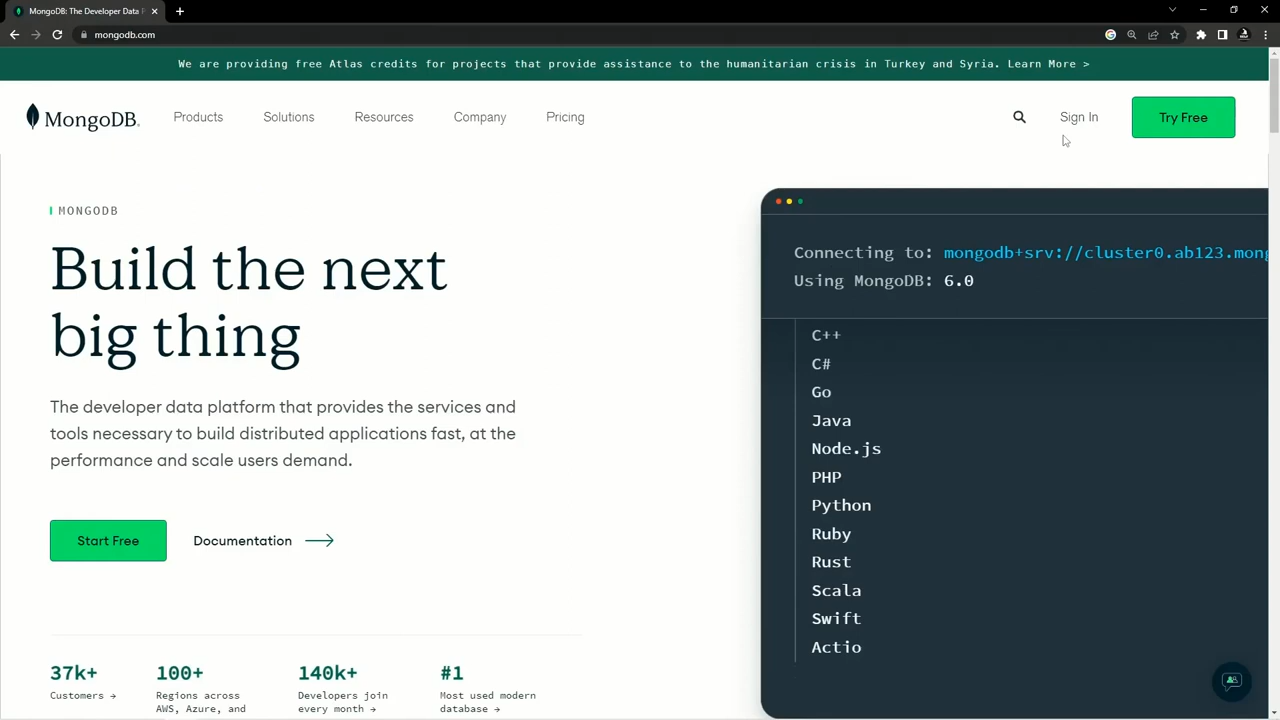 MongoDB: The Developer Data P
mongodb.com
We are providing free Atlas credits for projects that provide assistance to the humanitarian crisis in Turkey and Syria. Learn More >
MongoDB.
Products
Solutions
Resources
Company
Pricing
Sign In
Try Free
MONGODB
Build the next
big thing
The developer data platform that provides the services and
tools necessary to build distributed applications fast, at the
performance and scale users demand.
Start Free
Documentation
37k+
Customers →
100+
Regions across
AWS, Azure, and
140k+
Developers join
every month →
#1
Most used modern
database →
Connecting to: mongodb+srv://cluster0.ab123.mong
Using MongoDB: 6.0
C++
C#
Go
Java
Node.js
PHP
Python
Ruby
Rust
Scala
Swift
Actio